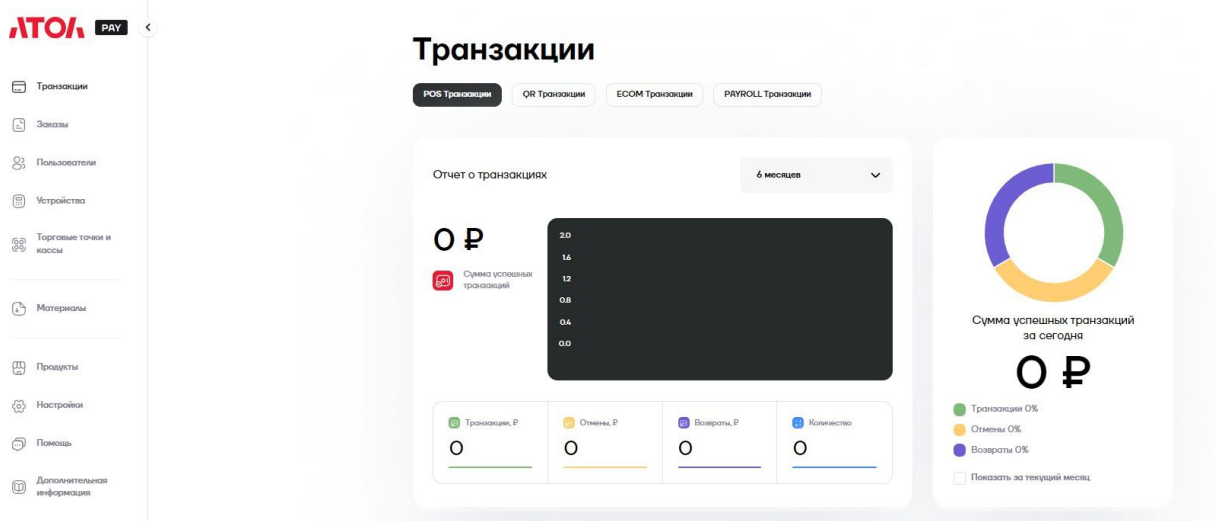 АТОЛ PAY
Транзакции
Заказы
Пользователи
Устройства
Торговые точки и
кассы
Материалы
Продукты
Настройки
Помощь
Дополнительная
информация
Транзакции
POS Транзакции QR Транзакции ECOM Транзакции PAYROLL Транзакции
Отчет о транзакциях 6 месяцев
0 ₽
Сумма успешных
транзакций
2.0
1.6
1.2
0.8
0.4
0.0
Транзакции, ₽ Отмены, ₽ Возвраты, ₽ Количество
0 0 0 0
Сумма успешных транзакций
за сегодня
0 ₽
Транзакции 0%
Отмены 0%
Возвраты 0%
Показать за текущий месяц